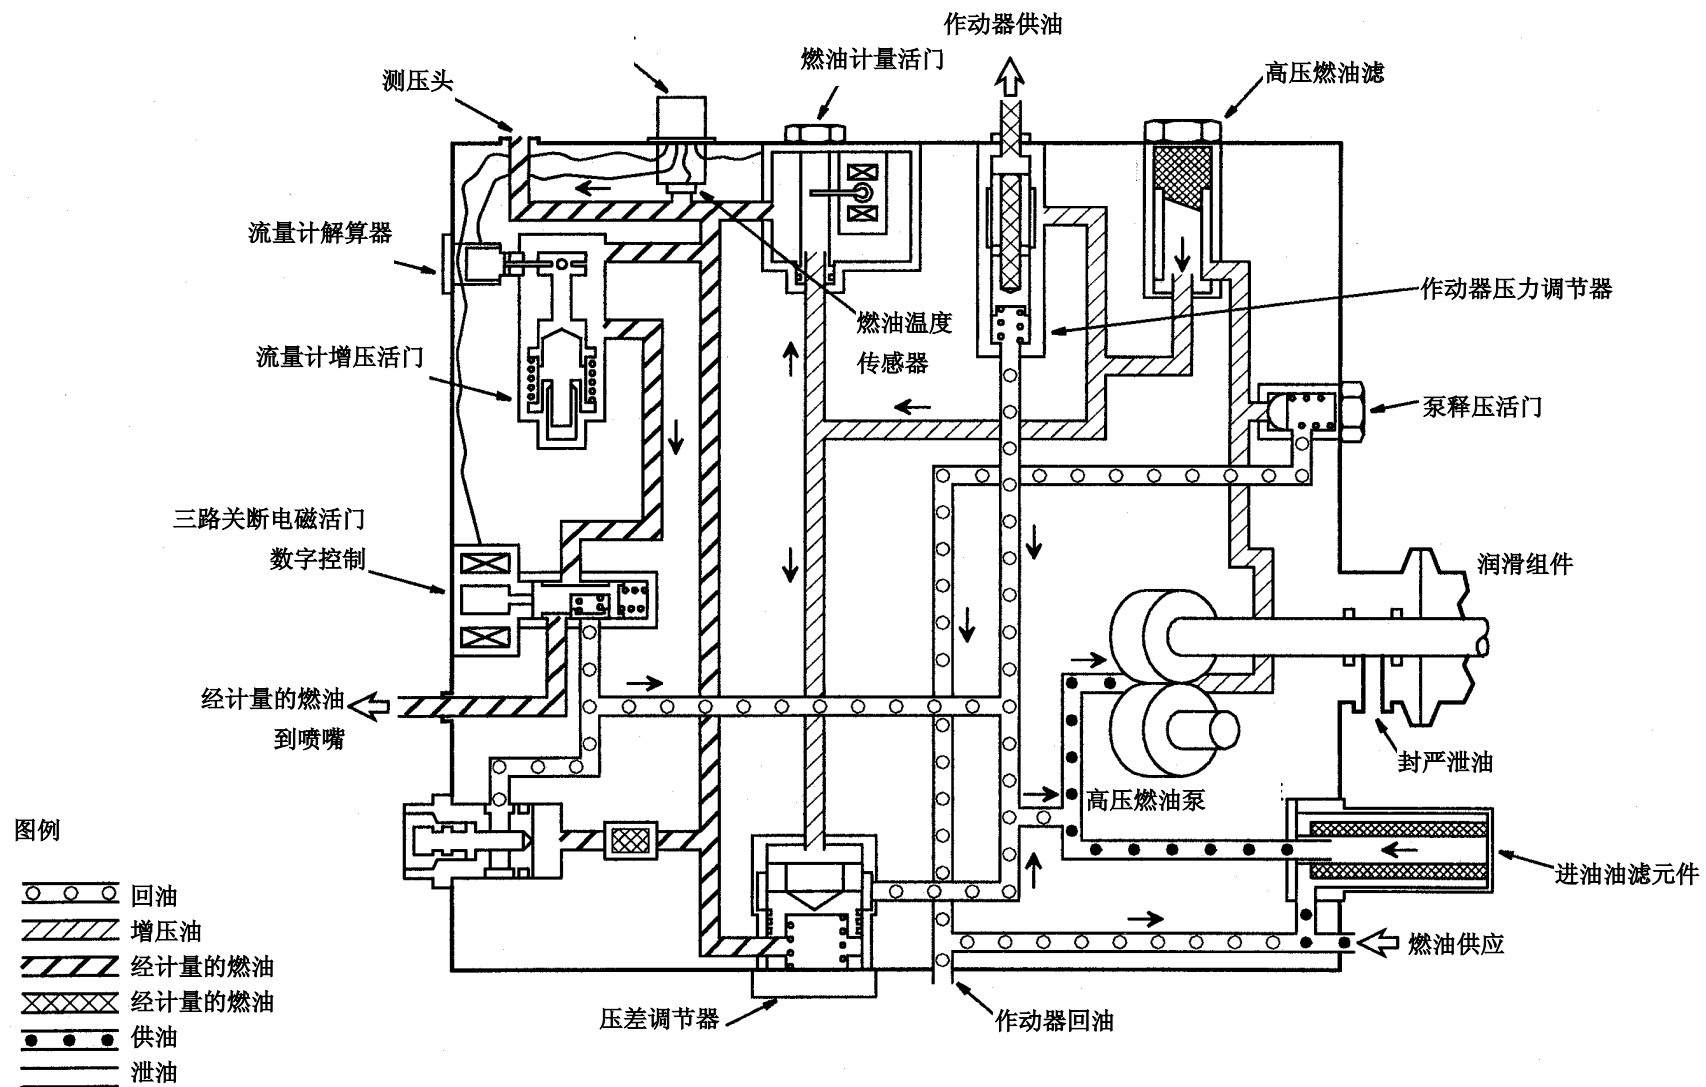 作动器供油
燃油计量活门
测压头
高压燃油滤
流量计解算器
作动器压力调节器
燃油温度
传感器
流量计增压活门
泵释压活门
三路关断电磁活门
数字控制
润滑组件
经计量的燃油
到喷嘴
封严泄油
高压燃油泵
图例
进油油滤元件
回油
增压油
燃油供应
经计量的燃油
经计量的燃油
压差调节器
作动器回油
供油
泄油